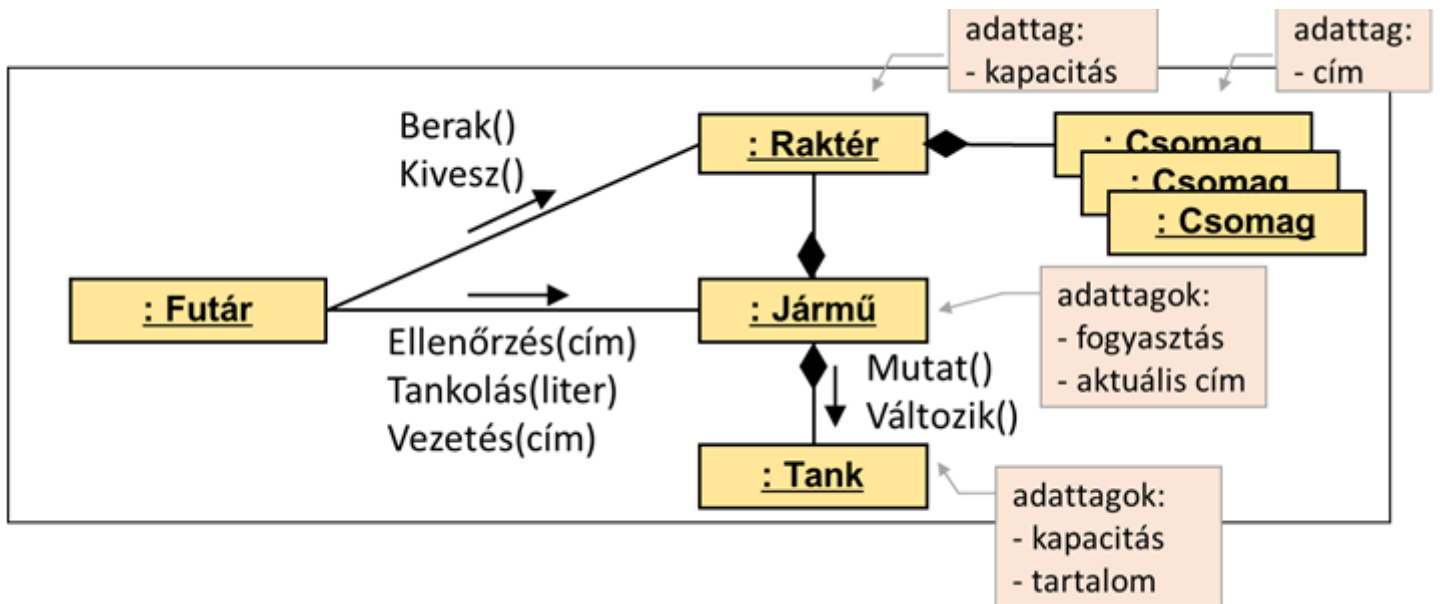 adattag:
- kapacitás
adattag:
- cím
Berak()
Kivesz()
: Raktér
: Csomag
: Csomag
: Csomag
: Futár
: Jármű
adattagok:
- fogyasztás
- aktuális cím
Ellenőrzés(cím)
Tankolás(liter)
Vezetés(cím)
Mutat()
Változik()
: Tank
adattagok:
- kapacitás
- tartalom